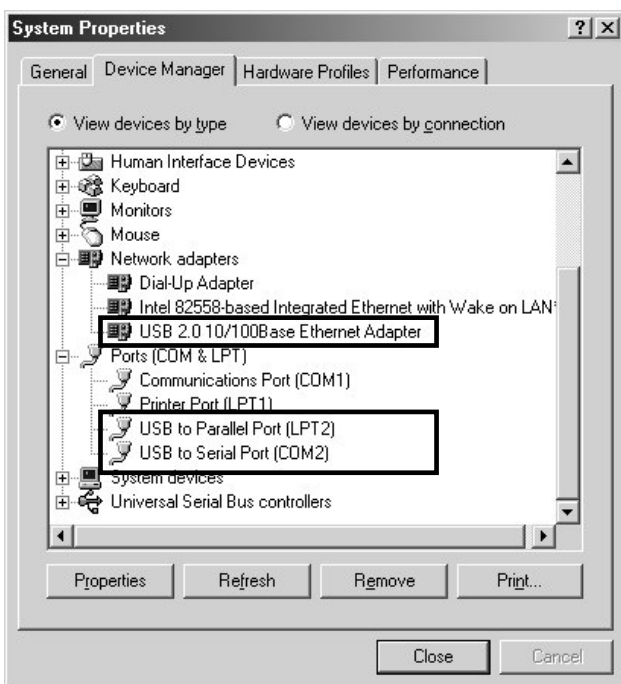 System Properties
General Device Manager Hardware Profiles Performance
View devices by type View devices by connection
Human Interface Devices
Keyboard
Monitors
Mouse
Network adapters
Dial-Up Adapter
Intel 82558-based Integrated Ethernet with Wake on LAN*
USB 2.0 10/100Base Ethernet Adapter
Ports (COM & LPT)
Communications Port (COM1)
Printer Port (LPT1)
USB to Parallel Port (LPT2)
USB to Serial Port (COM2)
System devices
Universal Serial Bus controllers
Properties Refresh Remove Print...
Close Cancel